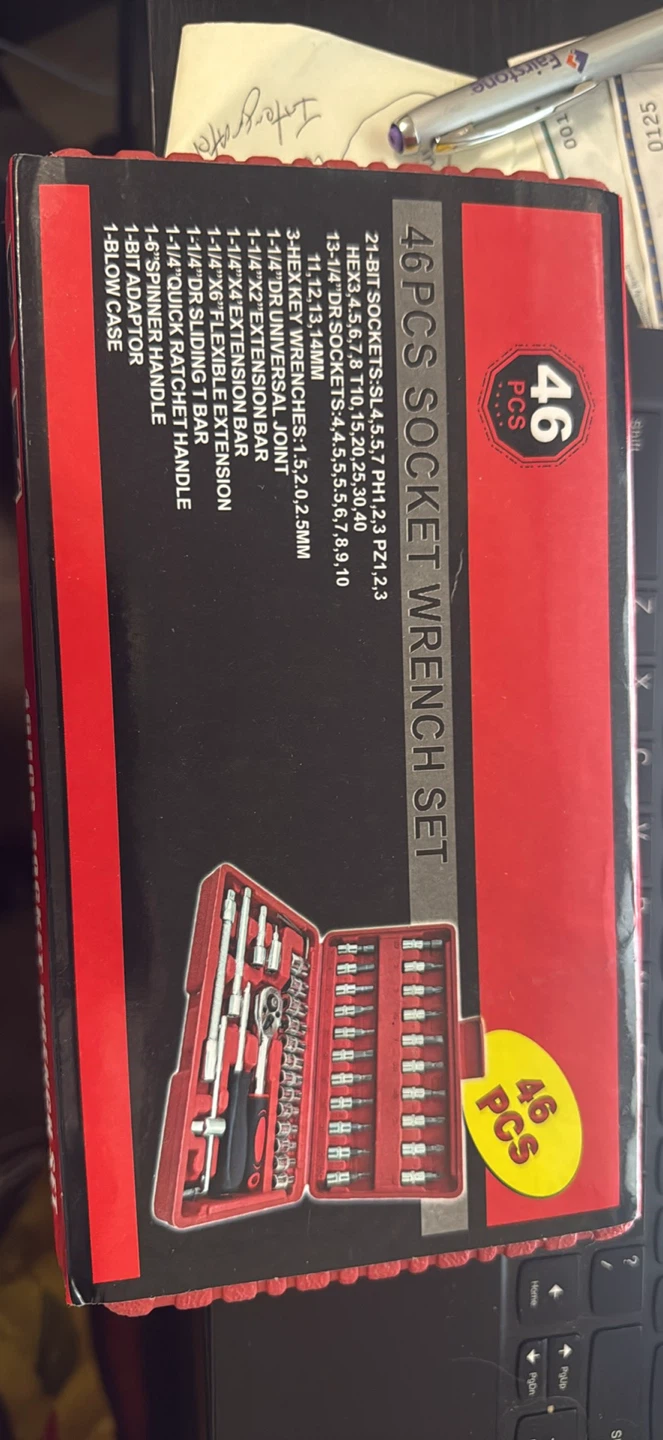 46
PCS
46PCS SOCKET WRENCH SET
21-BIT SOCKETS:SL4,5.5,7 PH1,2,3 PZ1,2,3
HEX3,4,5,6,7,8 T10,15,20,25,30,40
13-1/4"DR SOCKETS:4,4.5,5,5.5,6,7,8,9,10
11,12,13,14MM
3-HEX KEY WRENCHES:1.5,2.0,2.5MM
1-1/4"DR UNIVERSAL JOINT
1-1/4"X2"EXTENSION BAR
1-1/4"X4"EXTENSION BAR
1-1/4"X6"FLEXIBLE EXTENSION
1-1/4"DR SLIDING T BAR
1-1/4"QUICK RATCHET HANDLE
1-6"SPINNER HANDLE
1-BIT ADAPTOR
1-BLOW CASE
46
PCS
Fairstone
Intergrator
001
0125
Shift
Z
X
C
V
?
/
Home
PgUp
PgDn